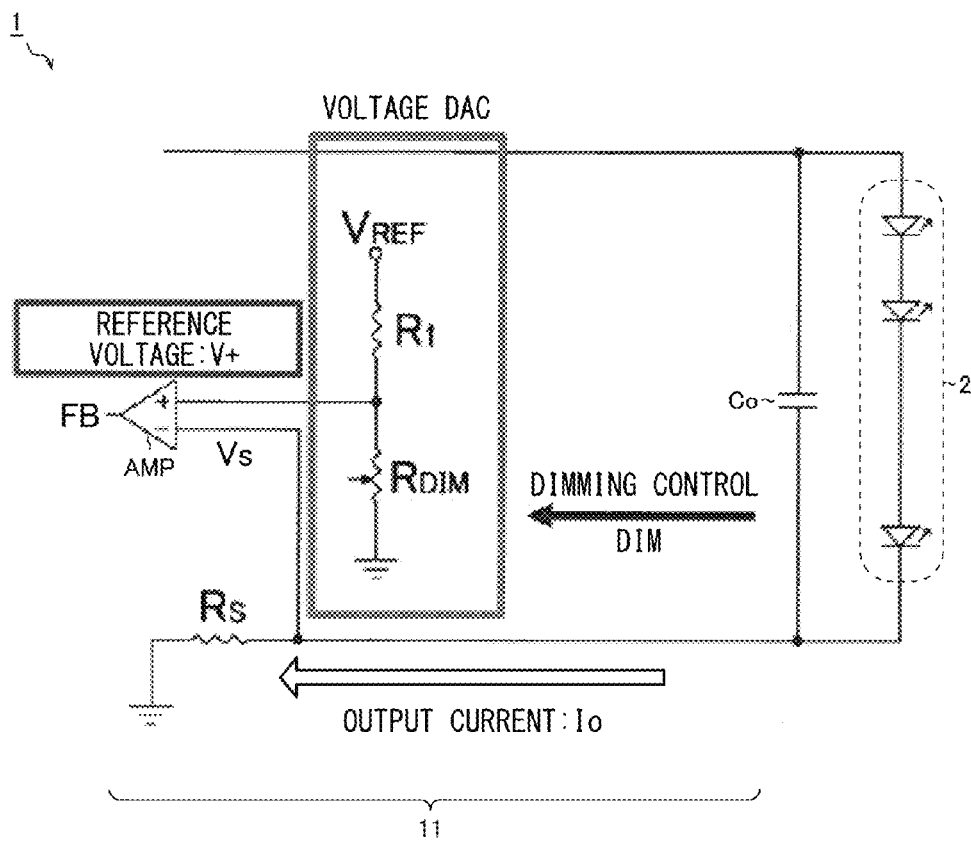 1
VOLTAGE DAC
VREF
R1
REFERENCE
VOLTAGE:V+
FB
+
−
AMP
Vs
RDIM
DIMMING CONTROL
DIM
Co
2
Rs
OUTPUT CURRENT:Io
11